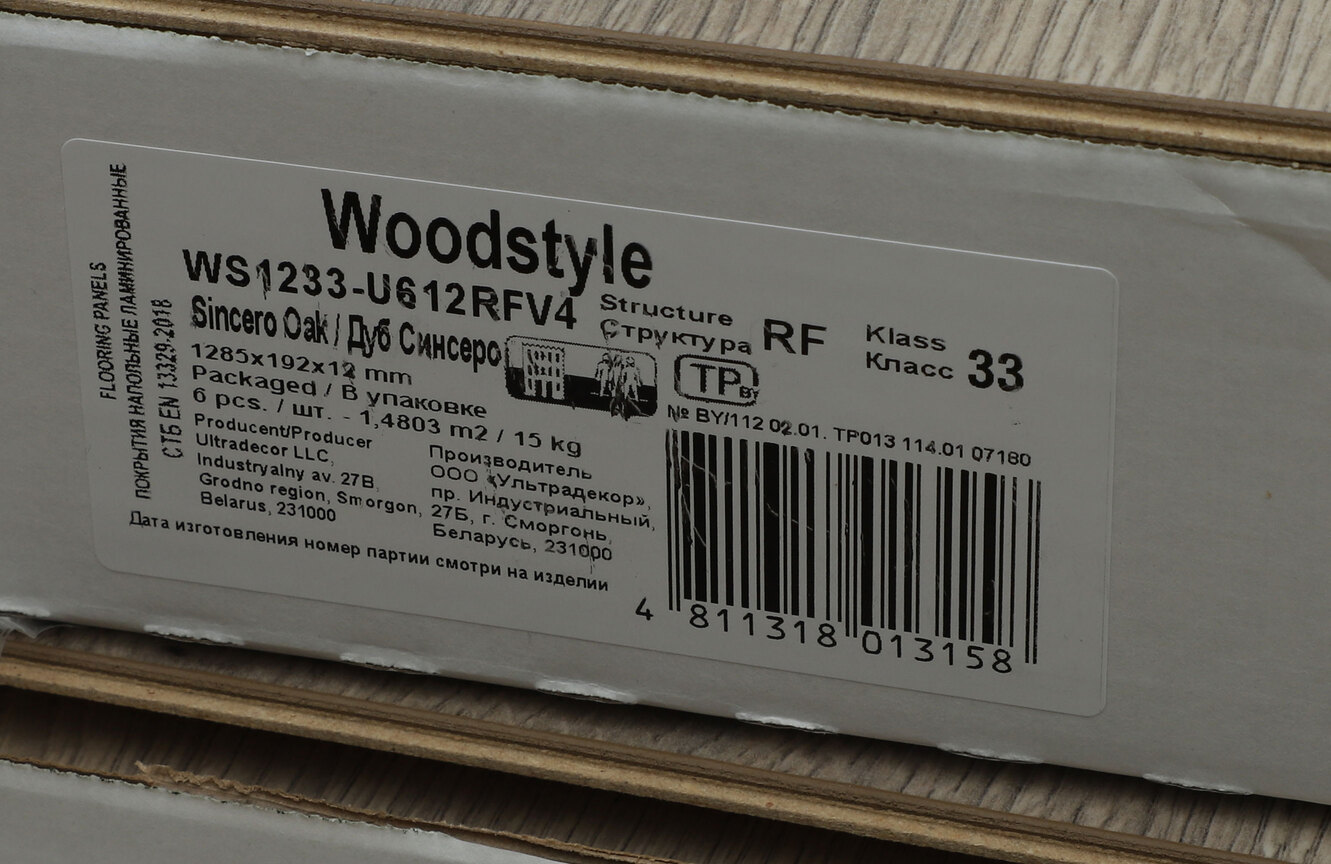 Woodstyle
WS1233-U612RFV4
Sincero Oak / Дуб Синсеро
Structure
Структура
RF
Klass
Класс
33
1285x192x12 mm
Packaged / В упаковке
6 pcs. / шт. - 1,4803 m2 / 15 kg
TP BY
№ BY/112 02.01. ТР013 114.01 07180
Producent/Producer
Ultradecor LLC,
Industryalny av. 27B,
Grodno region, Smorgon,
Belarus, 231000
Производитель
ООО «Ультрадекор»,
пр. Индустриальный,
27Б, г. Сморгонь,
Беларусь, 231000
Дата изготовления номер партии смотри на изделии
FLOORING PANELS
ПОКРЫТИЯ НАПОЛЬНЫЕ ЛАМИНИРОВАННЫЕ
СТБ EN 13329-2018
4 811318 013158